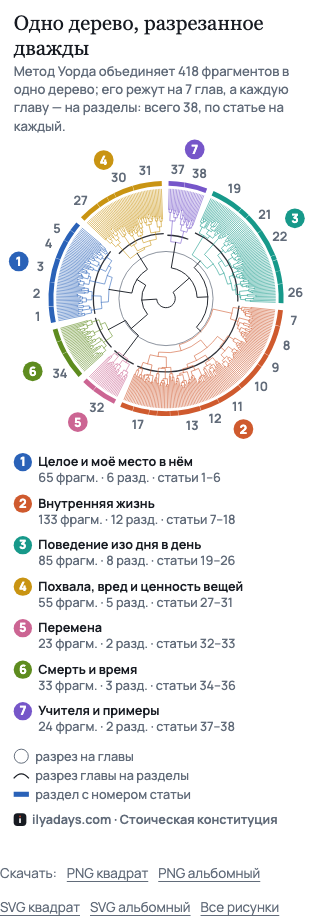 Одно дерево, разрезанное
дважды
Метод Уорда объединяет 418 фрагментов в
одно дерево; его режут на 7 глав, а каждую
главу — на разделы: всего 38, по статье на
каждый.
7
4
37 38
31
30
19
27
21
3
22
5
4
1
3
2
26
1
7
8
6
34
9
10
32
11
5
17
13
12
2
1 Целое и моё место в нём
65 фрагм. · 6 разд. · статьи 1–6
2 Внутренняя жизнь
133 фрагм. · 12 разд. · статьи 7–18
3 Поведение изо дня в день
85 фрагм. · 8 разд. · статьи 19–26
4 Похвала, вред и ценность вещей
55 фрагм. · 5 разд. · статьи 27–31
5 Перемена
23 фрагм. · 2 разд. · статьи 32–33
6 Смерть и время
33 фрагм. · 3 разд. · статьи 34–36
7 Учителя и примеры
24 фрагм. · 2 разд. · статьи 37–38
разрез на главы
разрез главы на разделы
раздел с номером статьи
i ilyadays.com · Стоическая конституция
Скачать: PNG квадрат PNG альбомный
SVG квадрат SVG альбомный Все рисунки